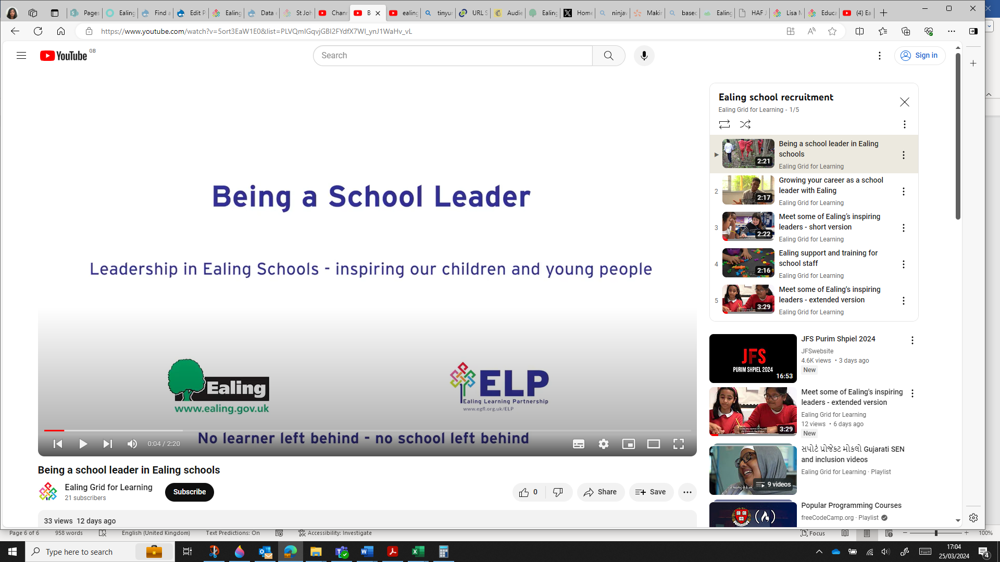 Pages
Ealing
Find a
Edit P
Ealing
Data e
St Joh
Chann
B
ealing
tinyur
URL S
Audie
Ealing
Home
ninjav
Makin
basec
Ealing
HAF J
Lisa M
Educa
(4) Ea
https://www.youtube.com/watch?v=5ort3EaW1E0&list=PLVQmIGqvjGBI2FYdfX7WI_ynJ1WaHv_vL
YouTube GB
Search
Sign in
Being a School Leader
Leadership in Ealing Schools - inspiring our children and young people
Ealing
www.ealing.gov.uk
ELP
Ealing Learning Partnership
www.egfl.org.uk/ELP
No learner left behind - no school left behind
0:04 / 2:20
Being a school leader in Ealing schools
Ealing Grid for Learning
21 subscribers
Subscribe
0
Share
Save
33 views 12 days ago
Ealing school recruitment
Ealing Grid for Learning - 1/5
2:21
Being a school leader in Ealing
schools
Ealing Grid for Learning
2
2:17
Growing your career as a school
leader with Ealing
Ealing Grid for Learning
3
2:22
Meet some of Ealing’s inspiring
leaders - short version
Ealing Grid for Learning
4
2:16
Ealing support and training for
school staff
Ealing Grid for Learning
5
3:29
Meet some of Ealing's inspiring
leaders - extended version
Ealing Grid for Learning
JFS
PURIM SHPIEL 2024
16:53
JFS Purim Shpiel 2024
JFSwebsite
4.6K views • 3 days ago
New
3:29
Meet some of Ealing's inspiring
leaders - extended version
Ealing Grid for Learning
12 views • 6 days ago
New
9 videos
સપોર્ટ પ્રોજેક્ટ મોકલો Gujarati SEN
and inclusion videos
Ealing Grid for Learning · Playlist
Popular Programming Courses
freeCodeCamp.org · Playlist
Page 6 of 6
958 words
English (United Kingdom)
Text Predictions: On
Accessibility: Investigate
Focus
100%
Type here to search
17:04
25/03/2024
4